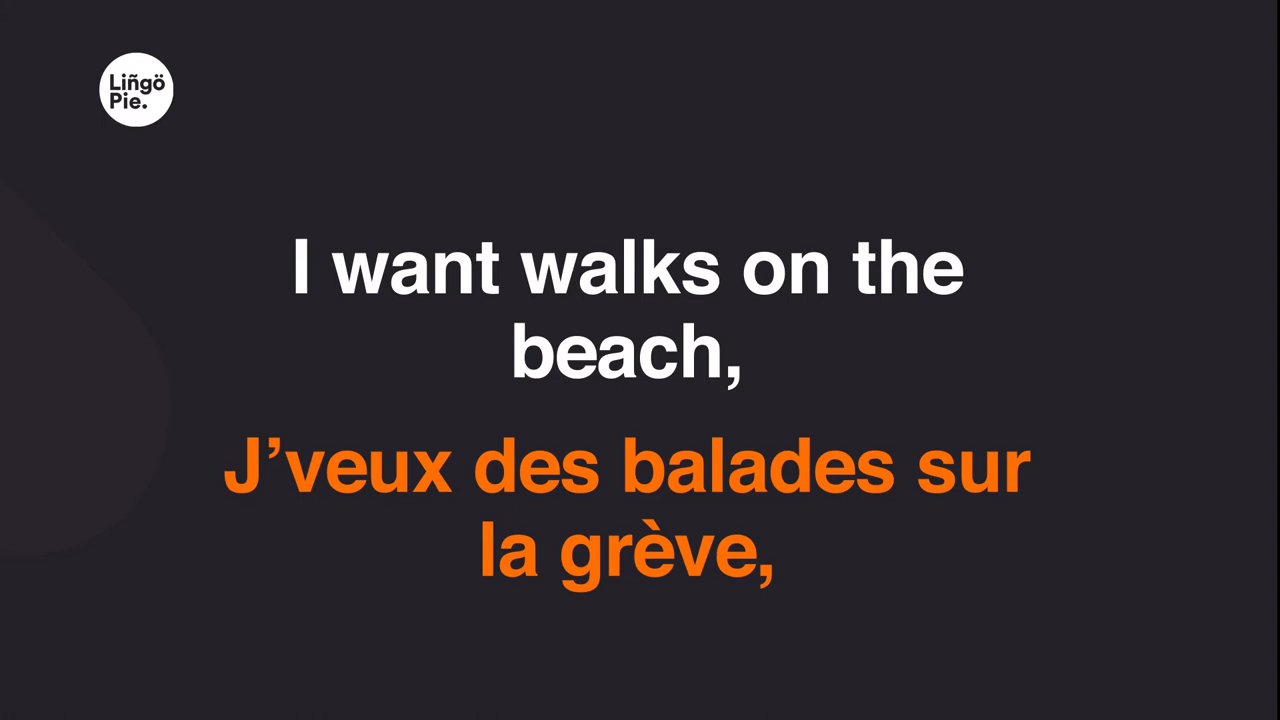 Liñgö
Pie.
I want walks on the
beach,
J’veux des balades sur
la grève,